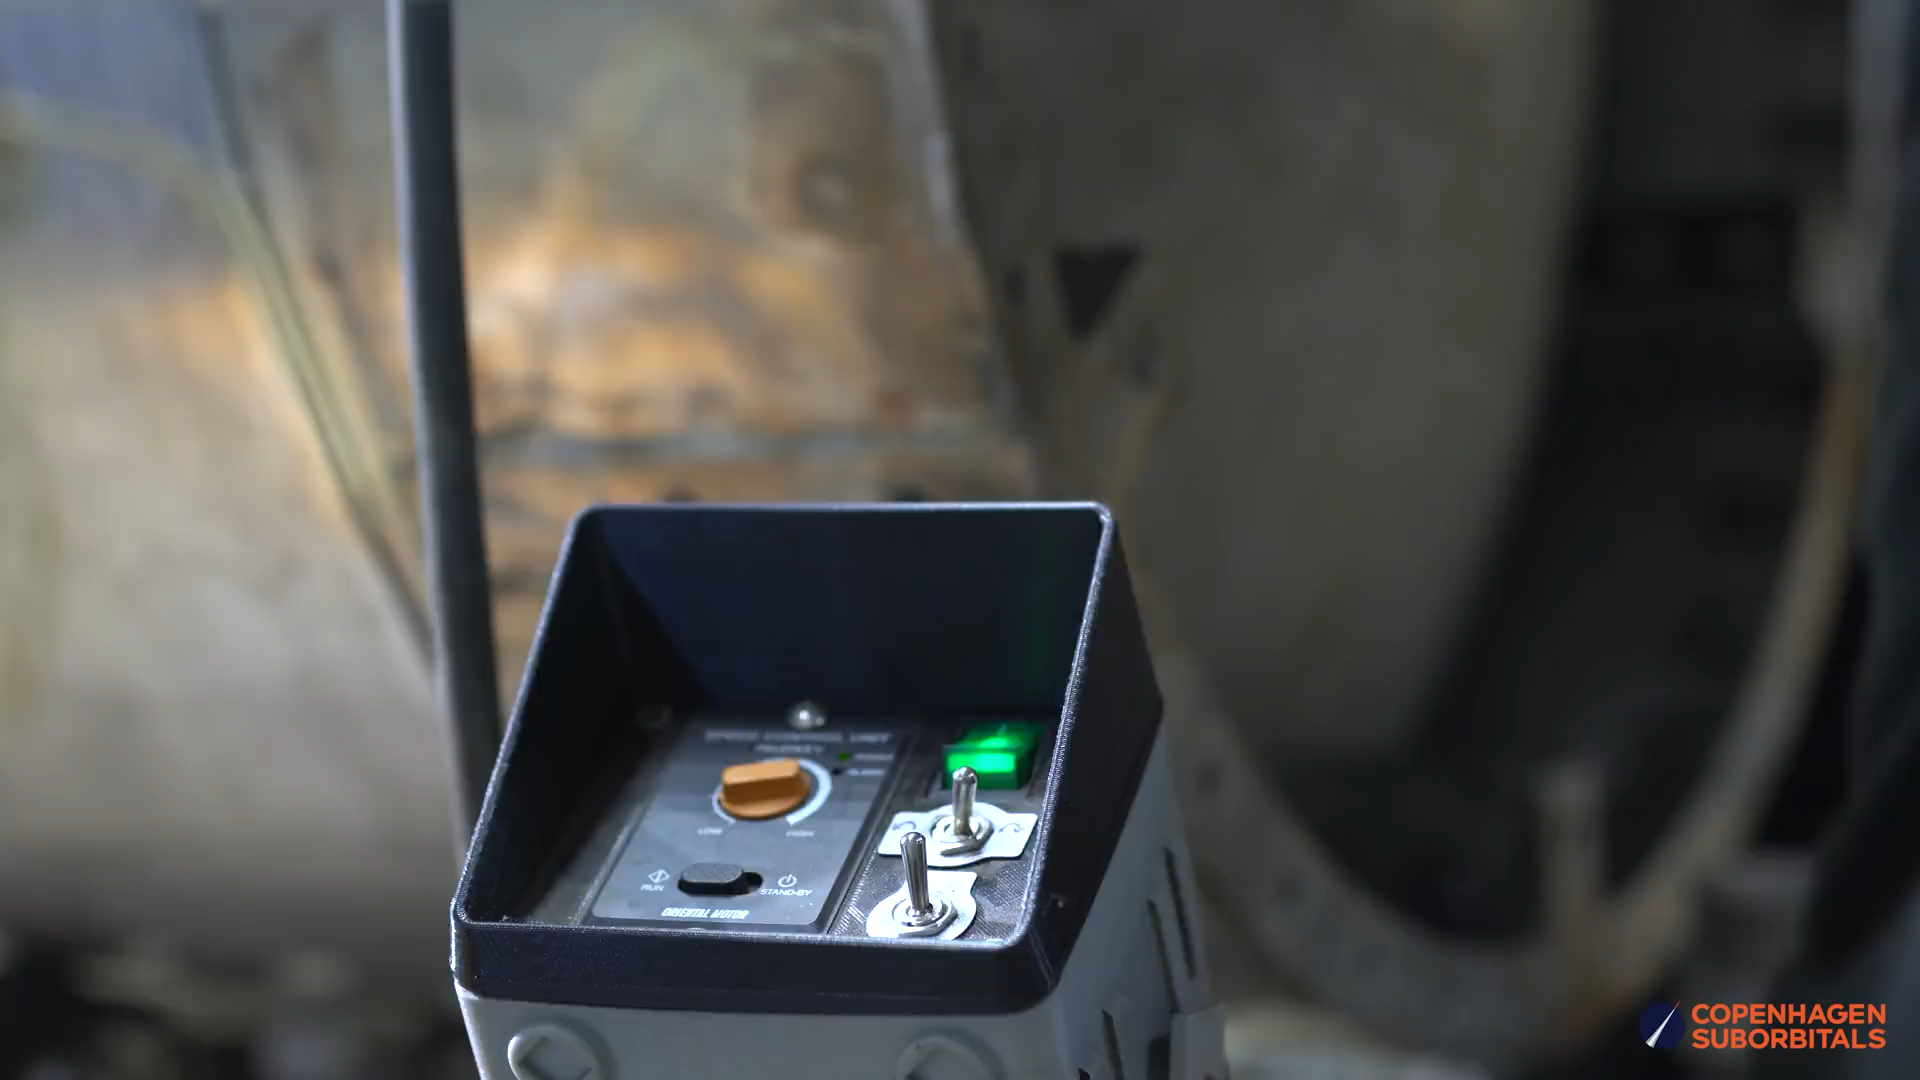 SPEED CONTROL UNIT
LOW
HIGH
RUN
STAND-BY
ORIENTAL MOTOR
COPENHAGEN
SUBORBITALS